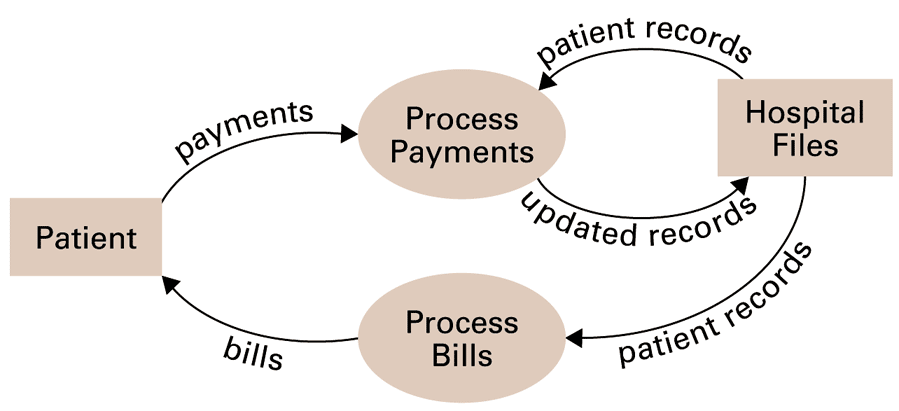 patient records
payments
Process
Payments
Hospital
Files
updated records
Patient
patient records
Process
Bills
bills